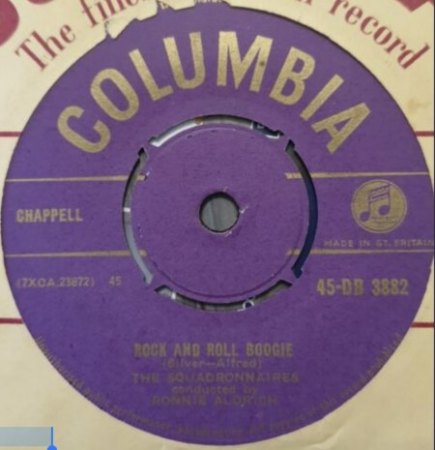 The fine
record
COLUMBIA
CHAPPELL
MADE IN GT. BRITAIN
(7XCA.23872) 45
45-DB 3882
ROCK AND ROLL BOOGIE
(Silver—Alfred)
THE SQUADRONNAIRES
conducted by
RONNIE ALDRICH